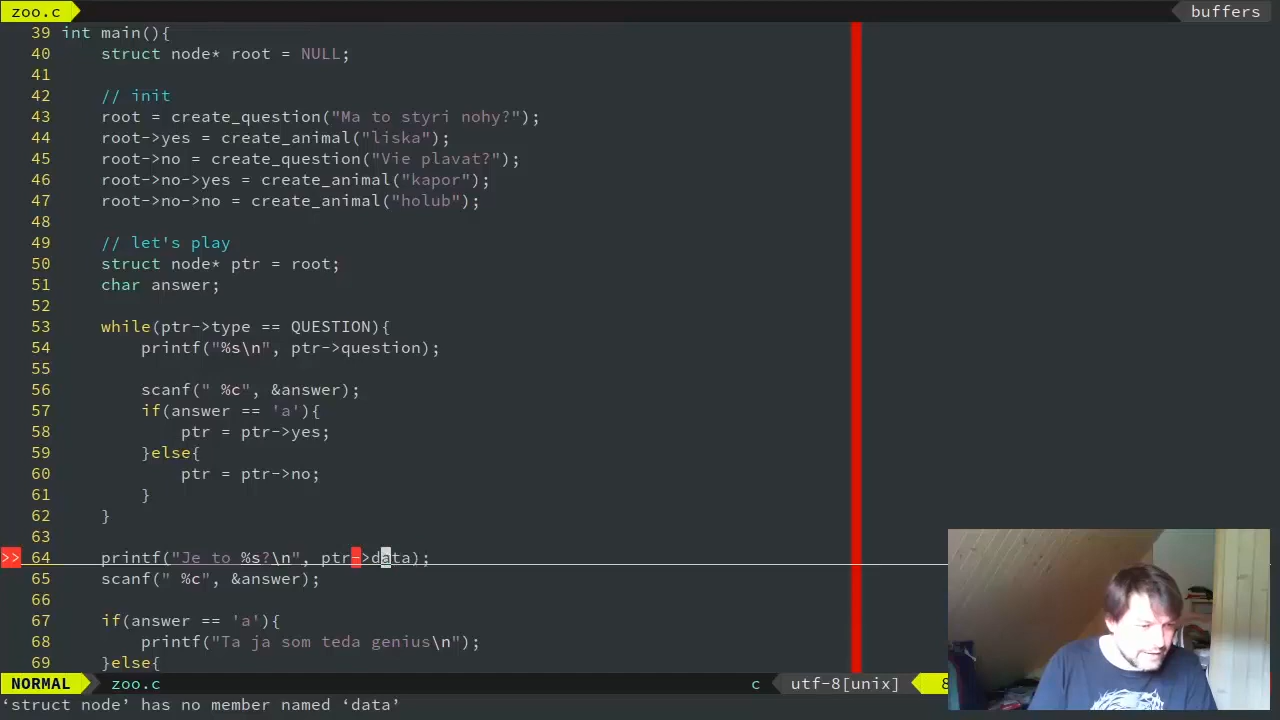 zoo.c
buffers
39 int main(){
40     struct node* root = NULL;
41
42     // init
43     root = create_question("Ma to styri nohy?");
44     root->yes = create_animal("liska");
45     root->no = create_question("Vie plavat?");
46     root->no->yes = create_animal("kapor");
47     root->no->no = create_animal("holub");
48
49     // let's play
50     struct node* ptr = root;
51     char answer;
52
53     while(ptr->type == QUESTION){
54         printf("%s\n", ptr->question);
55
56         scanf(" %c", &answer);
57         if(answer == 'a'){
58             ptr = ptr->yes;
59         }else{
60             ptr = ptr->no;
61         }
62     }
63
>> 64     printf("Je to %s?\n", ptr->data);
65     scanf(" %c", &answer);
66
67     if(answer == 'a'){
68         printf("Ta ja som teda genius\n");
69     }else{
NORMAL zoo.c c utf-8[unix] 8
‘struct node’ has no member named ‘data’